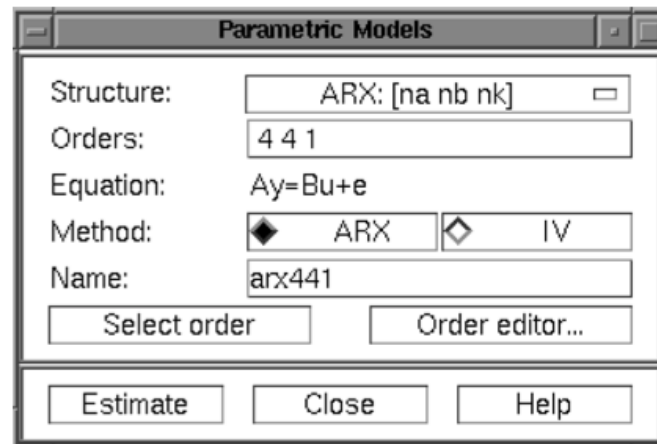 Parametric Models
Structure: ARX: [na nb nk]
Orders: 4 4 1
Equation: Ay=Bu+e
Method: ARX IV
Name: arx441
Select order Order editor...
Estimate Close Help